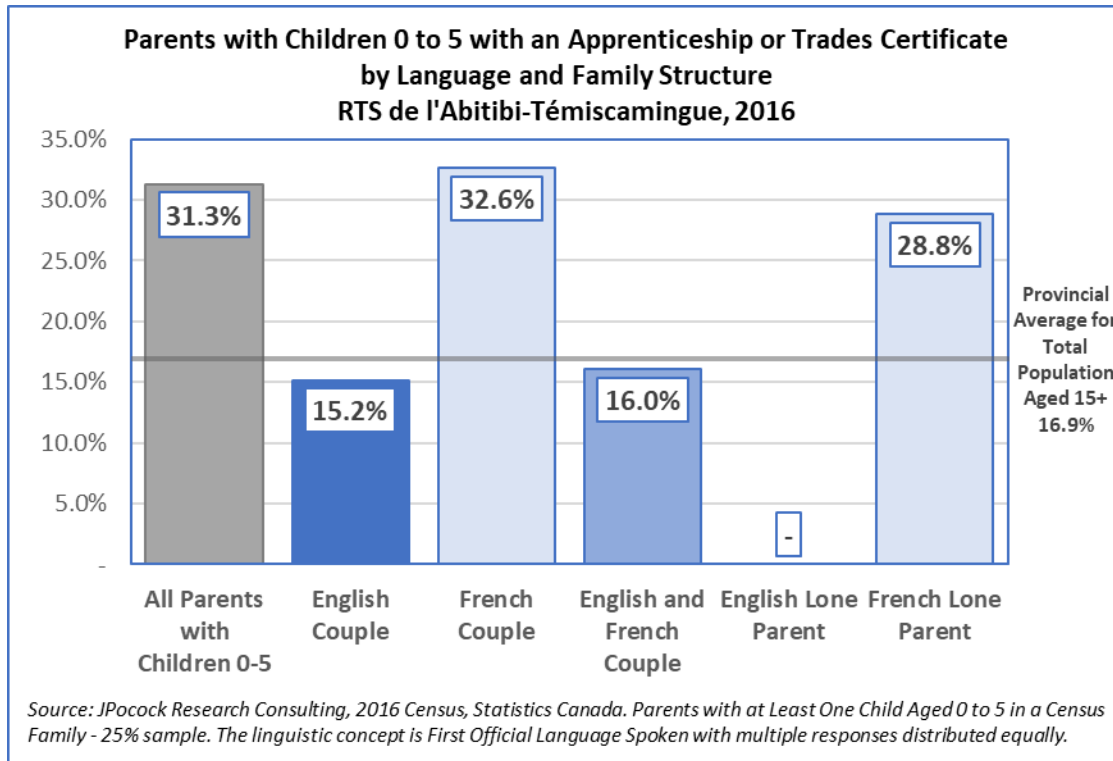 Parents with Children 0 to 5 with an Apprenticeship or Trades Certificate
by Language and Family Structure
RTS de l'Abitibi-Témiscamingue, 2016
35.0%
30.0%
25.0%
20.0%
15.0%
10.0%
5.0%
-
31.3%
15.2%
32.6%
16.0%
-
28.8%
Provincial
Average for
Total
Population
Aged 15+
16.9%
All Parents
with
Children 0-5
English
Couple
French
Couple
English and
French
Couple
English Lone
Parent
French Lone
Parent
Source: JPocock Research Consulting, 2016 Census, Statistics Canada. Parents with at Least One Child Aged 0 to 5 in a Census
Family - 25% sample. The linguistic concept is First Official Language Spoken with multiple responses distributed equally.